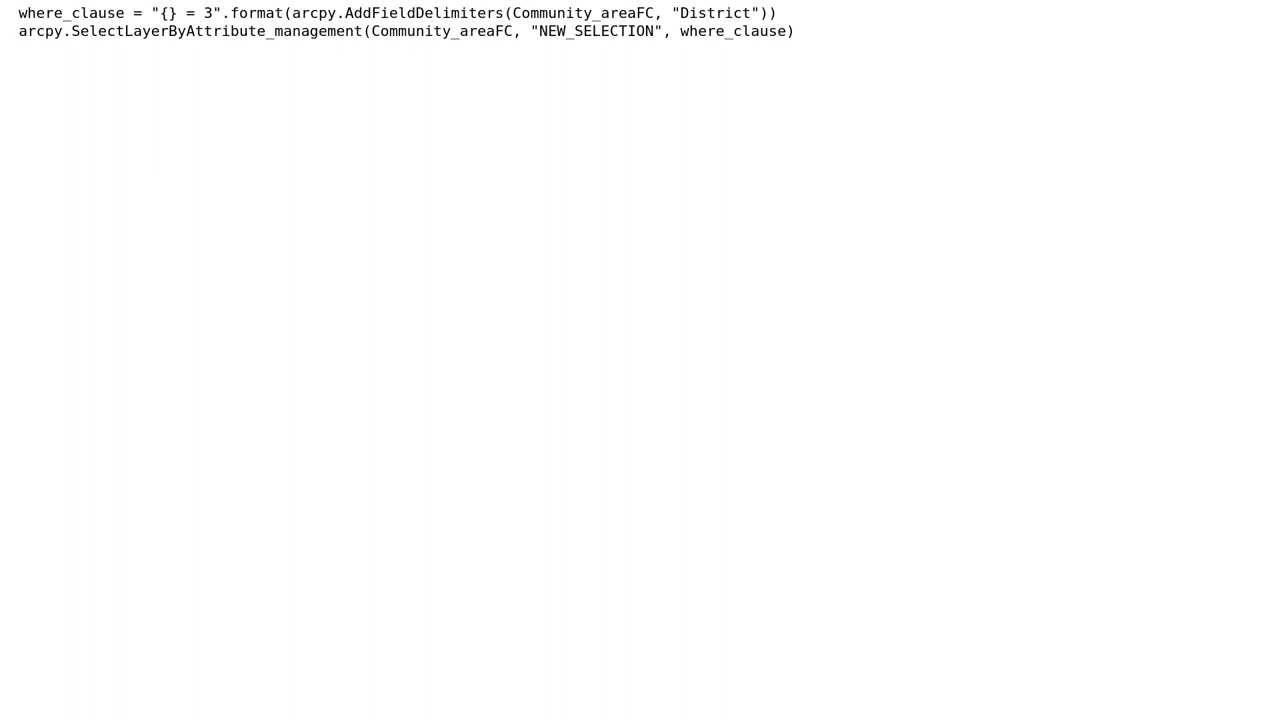 where_clause = "{} = 3".format(arcpy.AddFieldDelimiters(Community_areaFC, "District"))
arcpy.SelectLayerByAttribute_management(Community_areaFC, "NEW_SELECTION", where_clause)